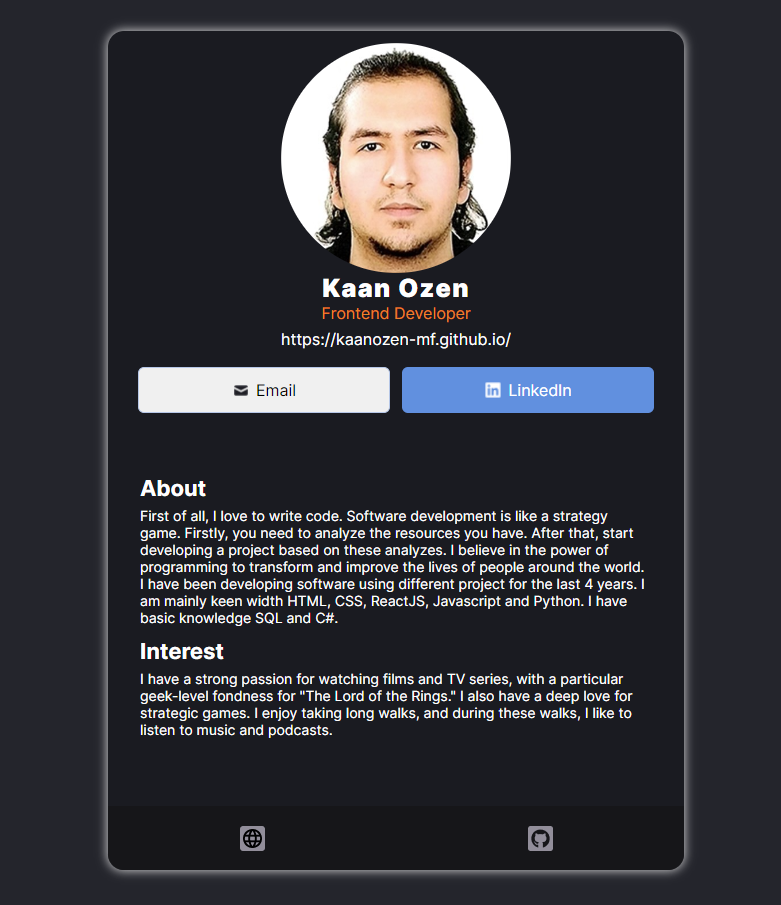 Kaan Ozen
Frontend Developer
https://kaanozen-mf.github.io/
Email
LinkedIn
About
First of all, I love to write code. Software development is like a strategy
game. Firstly, you need to analyze the resources you have. After that, start
developing a project based on these analyzes. I believe in the power of
programming to transform and improve the lives of people around the world.
I have been developing software using different project for the last 4 years. I
am mainly keen width HTML, CSS, ReactJS, Javascript and Python. I have
basic knowledge SQL and C#.
Interest
I have a strong passion for watching films and TV series, with a particular
geek-level fondness for "The Lord of the Rings." I also have a deep love for
strategic games. I enjoy taking long walks, and during these walks, I like to
listen to music and podcasts.